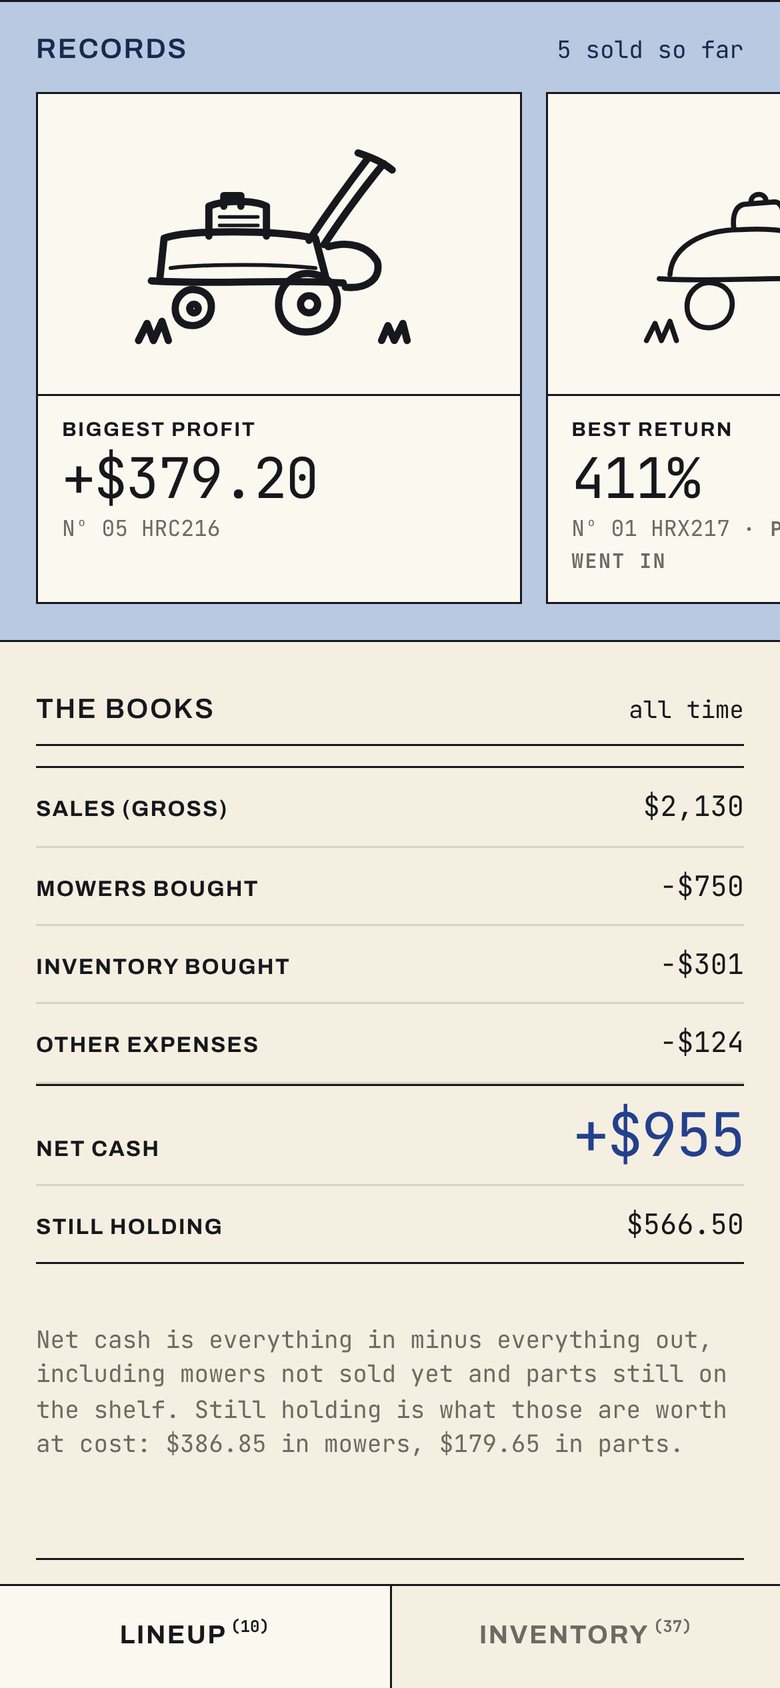 RECORDS
5 sold so far
BIGGEST PROFIT
+$379.20
Nº 05 HRC216
BEST RETURN
411%
Nº 01 HRX217 ·
WENT IN
THE BOOKS
all time
SALES (GROSS)
$2,130
MOWERS BOUGHT
-$750
INVENTORY BOUGHT
-$301
OTHER EXPENSES
-$124
NET CASH
+$955
STILL HOLDING
$566.50
Net cash is everything in minus everything out,
including mowers not sold yet and parts still on
the shelf. Still holding is what those are worth
at cost: $386.85 in mowers, $179.65 in parts.
LINEUP (10)
INVENTORY (37)